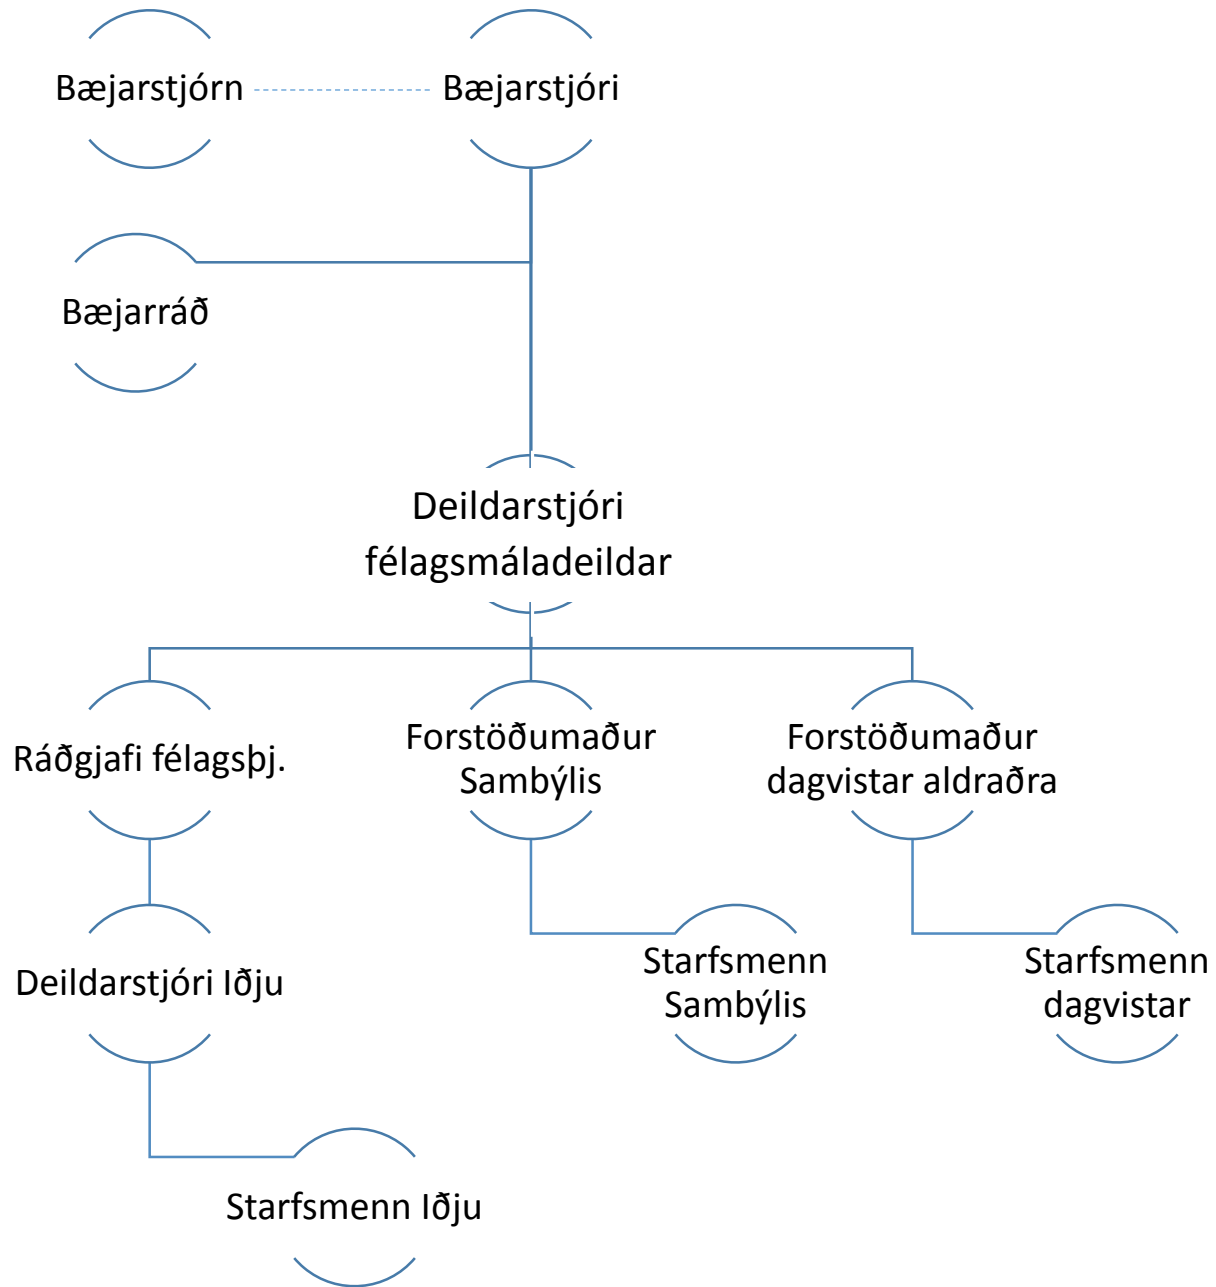 Bæjarstjórn
Bæjarstjóri
Bæjarráð
Deildarstjóri
félagsmáladeildar
Ráðgjafi félagsþj.
Forstöðumaður
Sambýlis
Forstöðumaður
dagvistar aldraðra
Deildarstjóri Iðju
Starfsmenn
Sambýlis
Starfsmenn
dagvistar
Starfsmenn Iðju